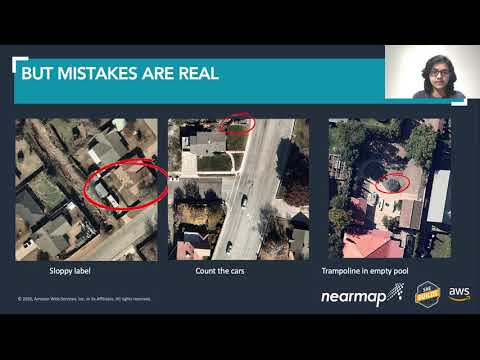 BUT MISTAKES ARE REAL
Sloppy label
Count the cars
Trampoline in empty pool
© 2020, Amazon Web Services, Inc. or its Affiliates. All rights reserved.
nearmap
SHE
BUILDS
aws